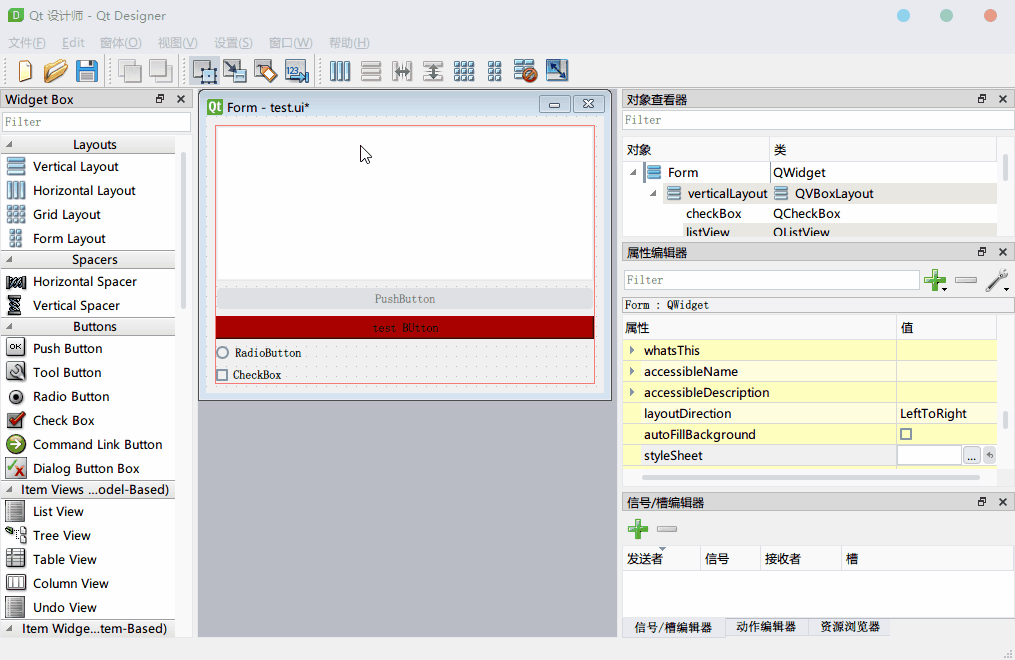 Qt 设计师 - Qt Designer
文件(F) Edit 窗体(O) 视图(V) 设置(S) 窗口(W) 帮助(H)
Widget Box
Filter
Layouts
Vertical Layout
Horizontal Layout
Grid Layout
Form Layout
Spacers
Horizontal Spacer
Vertical Spacer
Buttons
OK Push Button
Tool Button
Radio Button
Check Box
Command Link Button
Dialog Button Box
Item Views ...odel-Based)
List View
Tree View
Table View
Column View
Undo View
Item Widge...tem-Based)
Qt Form - test.ui*
PushButton
test Button
RadioButton
CheckBox
对象查看器
Filter
对象 类
Form QWidget
verticalLayout QVBoxLayout
checkBox QCheckBox
listView QListView
属性编辑器
Filter
Form : QWidget
属性 值
whatsThis
accessibleName
accessibleDescription
layoutDirection LeftToRight
autoFillBackground
styleSheet ...
信号/槽编辑器
发送者 信号 接收者 槽
信号/槽编辑器 动作编辑器 资源浏览器